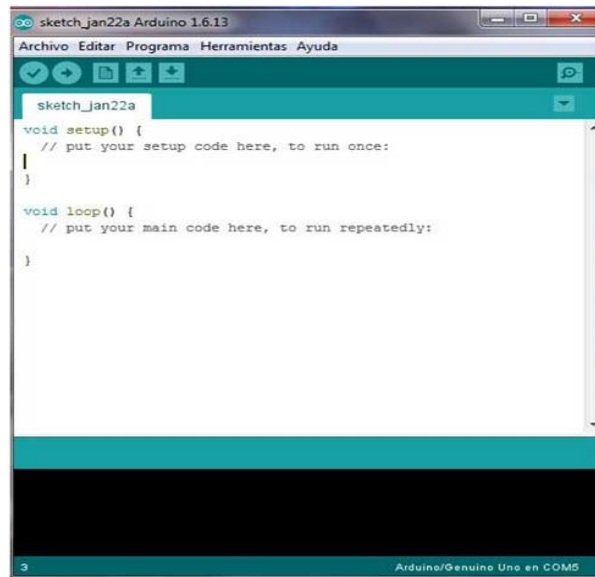 sketch_jan22a Arduino 1.6.13
Archivo Editar Programa Herramientas Ayuda
sketch_jan22a
void setup() {
// put your setup code here, to run once:
}
void loop() {
// put your main code here, to run repeatedly:
}
3 Arduino/Genuino Uno en COM5